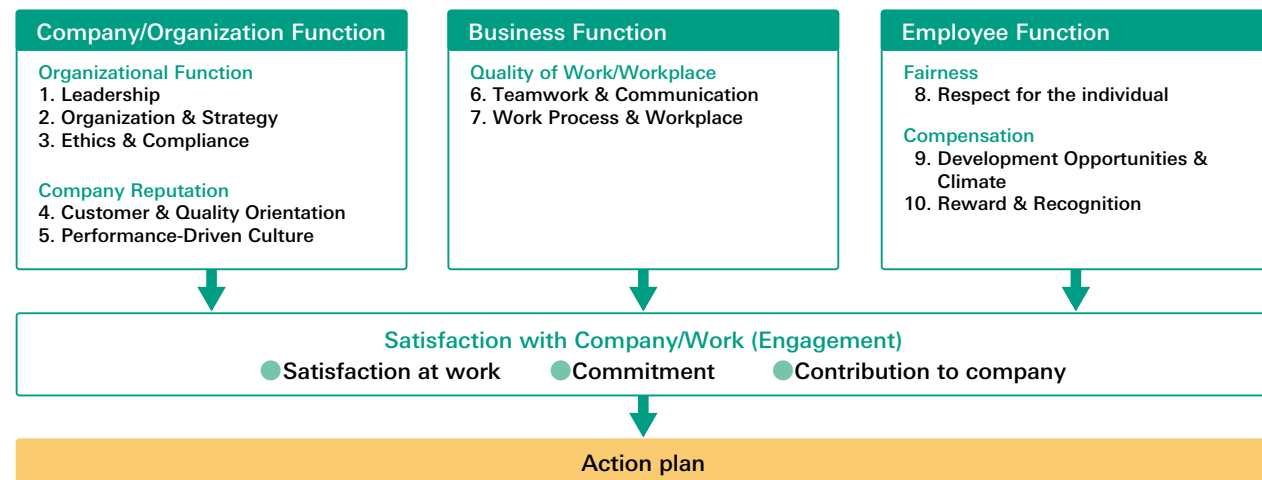 Company/Organization Function
Organizational Function
1. Leadership
2. Organization & Strategy
3. Ethics & Compliance
Company Reputation
4. Customer & Quality Orientation
5. Performance-Driven Culture
Business Function
Quality of Work/Workplace
6. Teamwork & Communication
7. Work Process & Workplace
Employee Function
Fairness
8. Respect for the individual
Compensation
9. Development Opportunities &
Climate
10. Reward & Recognition
Satisfaction with Company/Work (Engagement)
●Satisfaction at work ●Commitment ●Contribution to company
Action plan